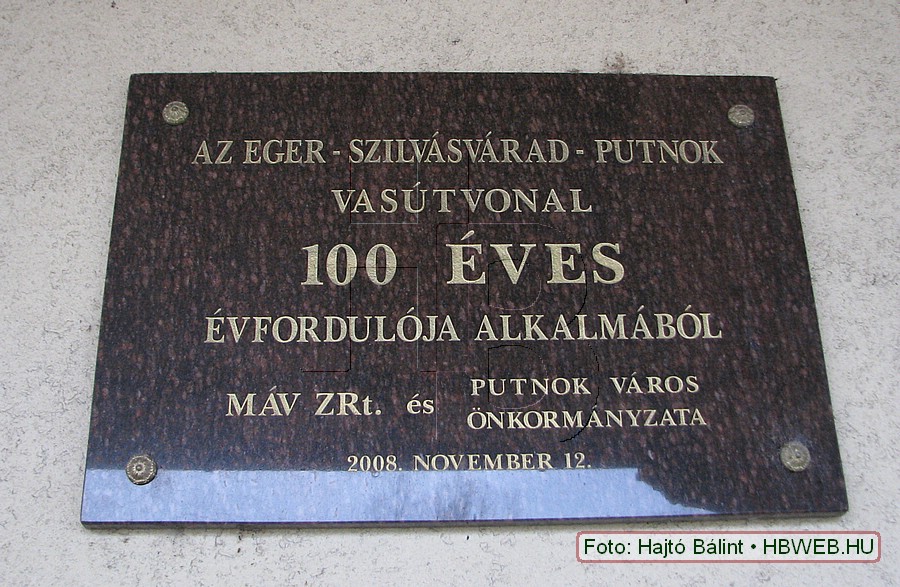 AZ EGER - SZILVÁSVÁRAD - PUTNOK
VASÚTVONAL
100 ÉVES
ÉVFORDULÓJA ALKALMÁBÓL
MÁV ZRt. és
PUTNOK VÁROS
ÖNKORMÁNYZATA
2008. NOVEMBER 12.
Foto: Hajtó Bálint • HBWEB.HU